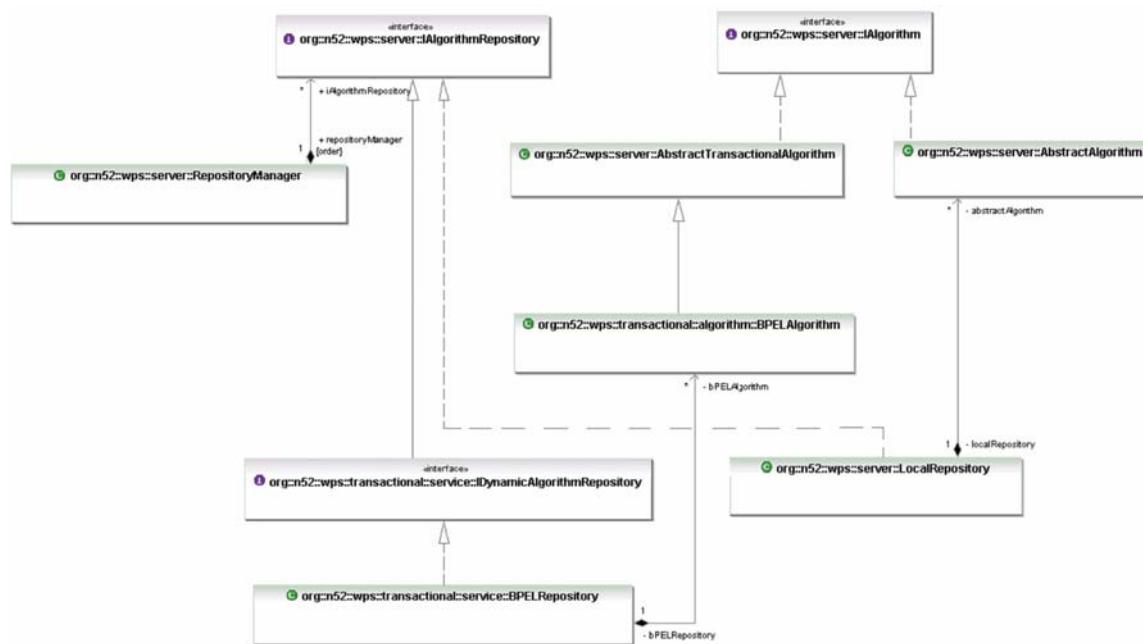 «interface»
org::n52::wps::server::IAlgorithmRepository
«interface»
org::n52::wps::server::IAlgorithm
* + iAlgorithmRepository
1 + repositoryManager
{order}
org::n52::wps::server::RepositoryManager
org::n52::wps::server::AbstractTransactionalAlgorithm
org::n52::wps::server::AbstractAlgorithm
* - abstractAlgorithm
org::n52::wps::transactional::algorithm::BPELAlgorithm
* - bPELAlgorithm
1 - localRepository
org::n52::wps::server::LocalRepository
«interface»
org::n52::wps::transactional::service::IDynamicAlgorithmRepository
org::n52::wps::transactional::service::BPELRepository
1
- bPELRepository